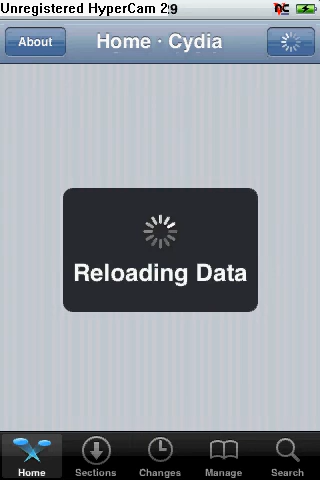 Unregistered HyperCam 2
About
Home · Cydia
Reloading Data
Home
Sections
Changes
Manage
Search